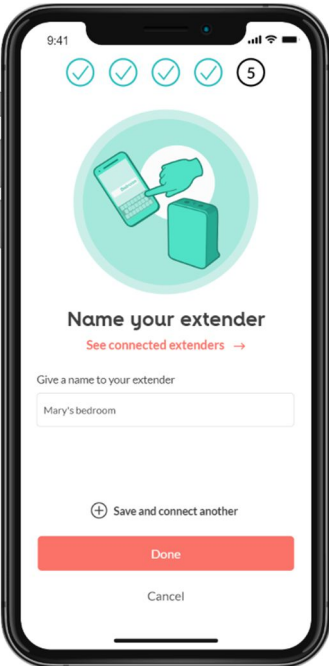 9:41
5
Name your extender
See connected extenders →
Give a name to your extender
Mary's bedroom
Save and connect another
Done
Cancel